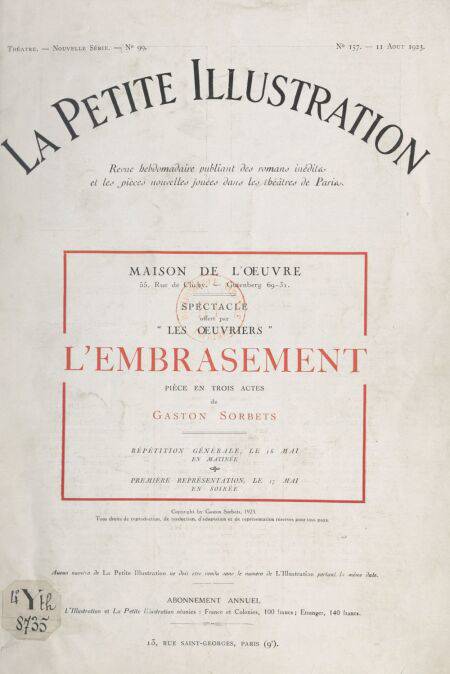 THÉATRE. — NOUVELLE SÉRIE. — Nº 99.
Nº 157. — 11 AOUT 1923.
LA PETITE ILLUSTRATION
Revue hebdomadaire publiant des romans inédits
et les pièces nouvelles jouées dans les théâtres de Paris.
MAISON DE L'ŒUVRE
55, Rue de Clichy. — Gutenberg 69-31.
SPECTACLE
offert par
" LES ŒUVRIERS "
L'EMBRASEMENT
PIÈCE EN TROIS ACTES
de
GASTON SORBETS
RÉPÉTITION GÉNÉRALE, LE 16 MAI
EN MATINÉE
PREMIÈRE REPRÉSENTATION, LE 17 MAI
EN SOIRÉE
Copyright by Gaston Sorbets, 1923.
Tous droits de reproduction, de traduction, d'adaptation et de représentation réservés pour tous pays.
Aucun numéro de La Petite Illustration ne doit être vendu sans le numéro de L'Illustration portant la même date.
ABONNEMENT ANNUEL
L'Illustration et La Petite Illustration réunies : France et Colonies, 100 francs ; Étranger, 140 francs.
13, RUE SAINT-GEORGES, PARIS (9ᵉ).
4º Yth
8735